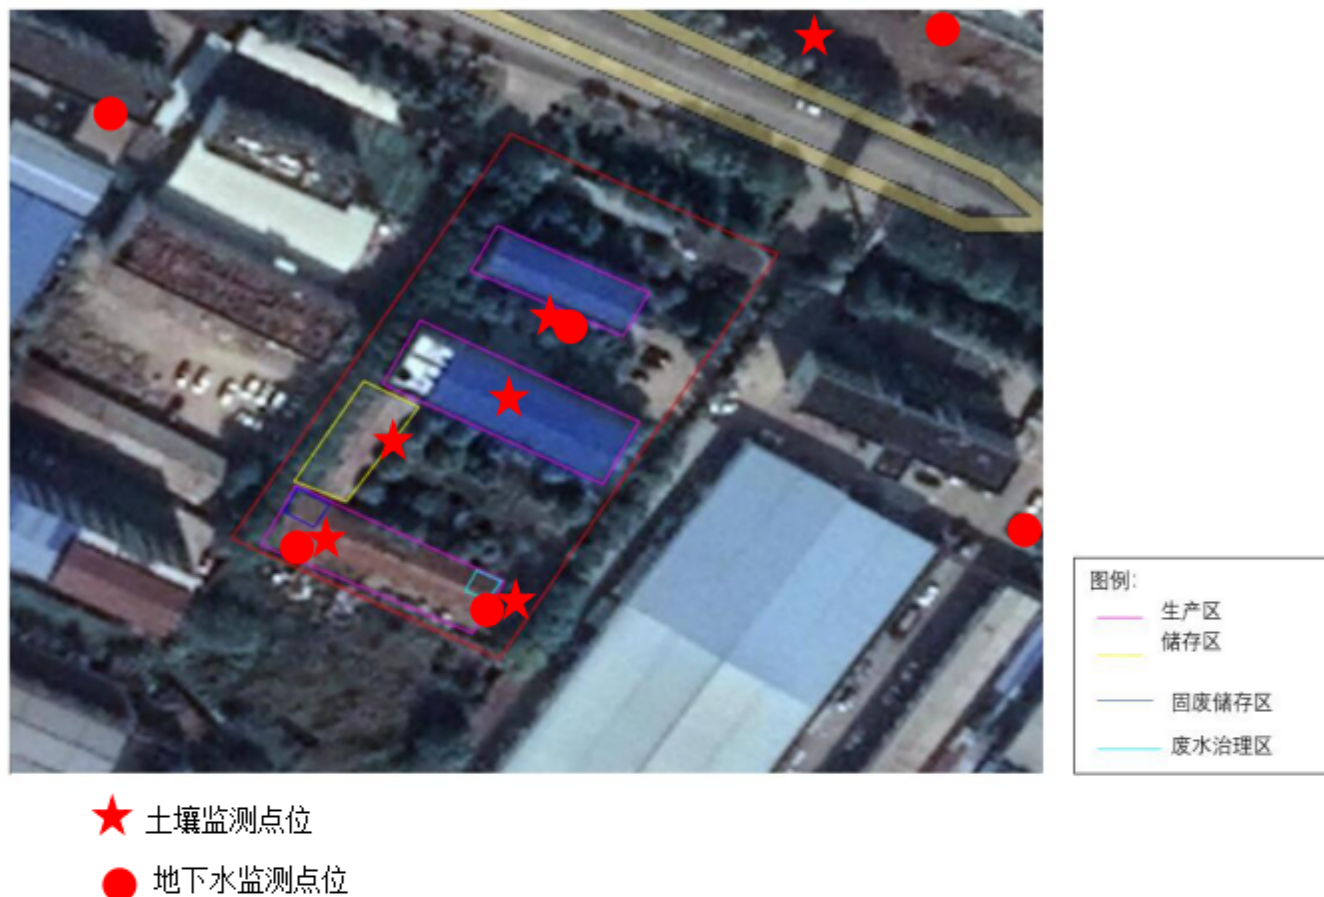 图例:
生产区
储存区
固废储存区
废水治理区
土壤监测点位
地下水监测点位